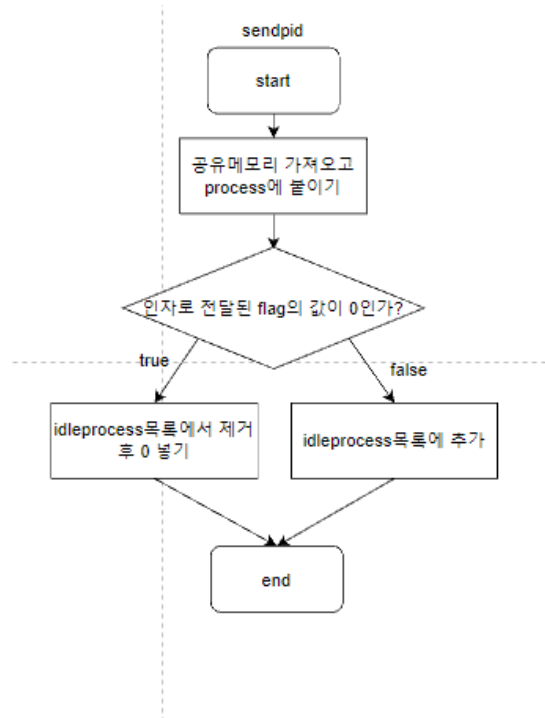 sendpid
start
공유메모리 가져오고
process에 붙이기
인자로 전달된 flag의 값이 0인가?
true
false
idleprocess목록에서 제거
후 0 넣기
idleprocess목록에 추가
end